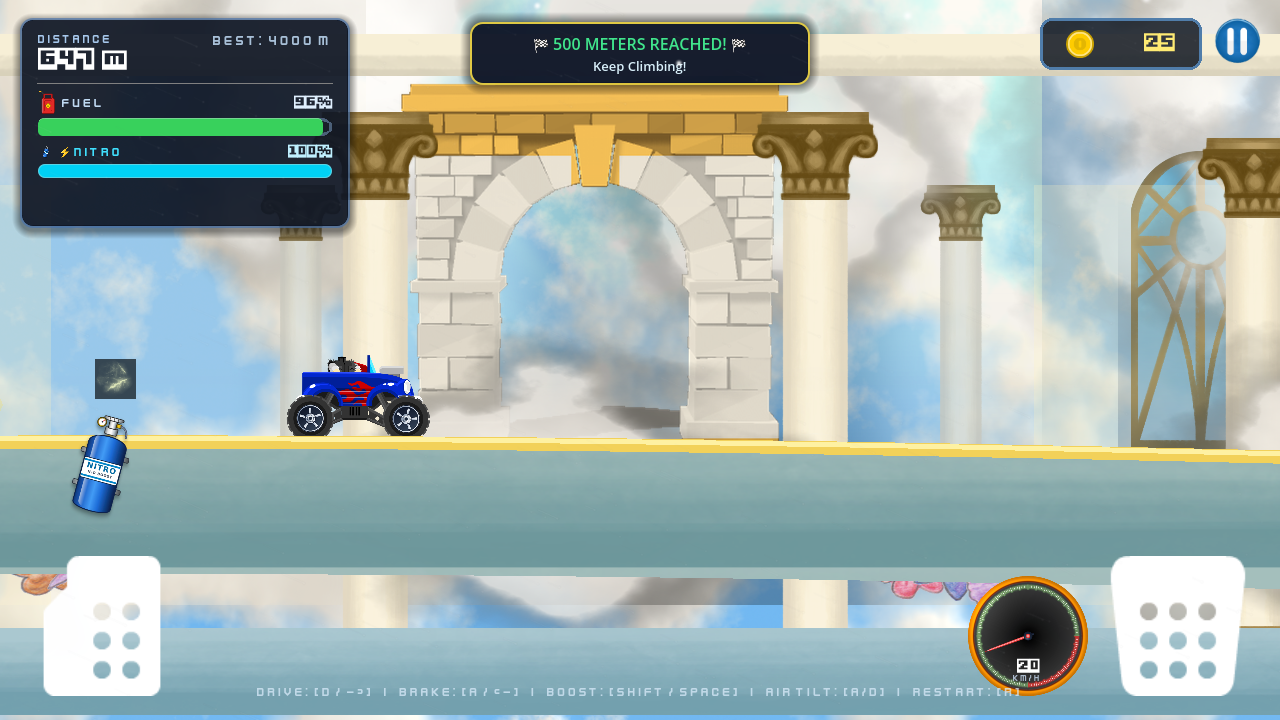 DISTANCE
BEST: 4000 M
647 M
FUEL
96%
NITRO
100%
500 METERS REACHED!
Keep Climbing!
25
NITRO
20
KM/H
DRIVE: [D / →] | BRAKE: [A / ←] | BOOST: [SHIFT / SPACE] | AIR TILT: [A/D] | RESTART: [R]